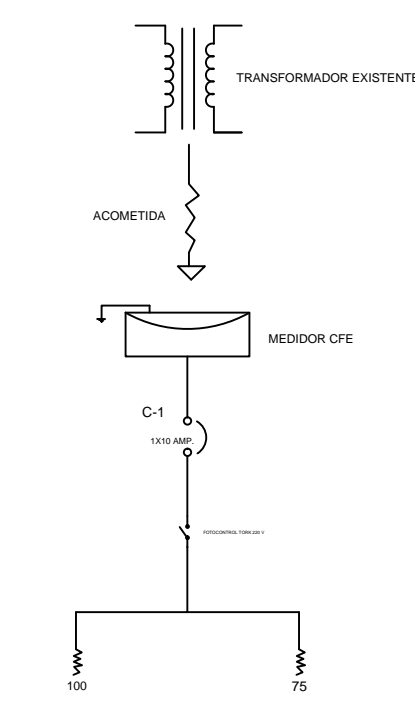 TRANSFORMADOR EXISTENTE
ACOMETIDA
MEDIDOR CFE
C-1
1X10 AMP.
FOTOCONTROL TORK 220 V
100
75